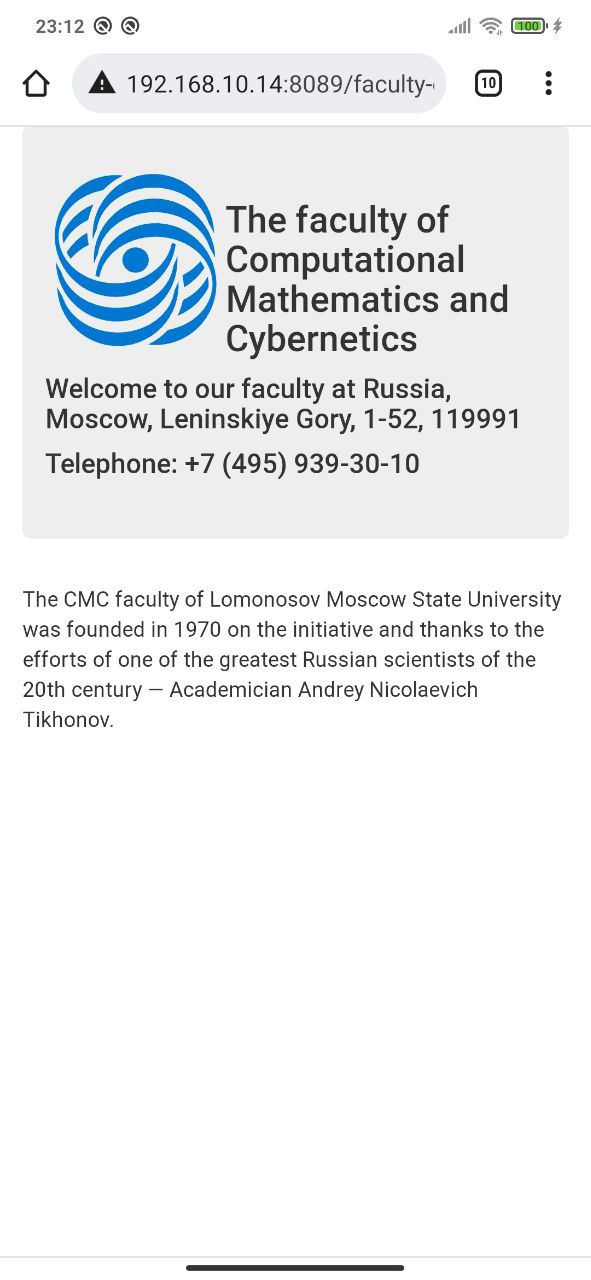 23:12
100
192.168.10.14:8089/faculty-
10
The faculty of
Computational
Mathematics and
Cybernetics
Welcome to our faculty at Russia,
Moscow, Leninskiye Gory, 1-52, 119991
Telephone: +7 (495) 939-30-10
The CMC faculty of Lomonosov Moscow State University
was founded in 1970 on the initiative and thanks to the
efforts of one of the greatest Russian scientists of the
20th century — Academician Andrey Nicolaevich
Tikhonov.